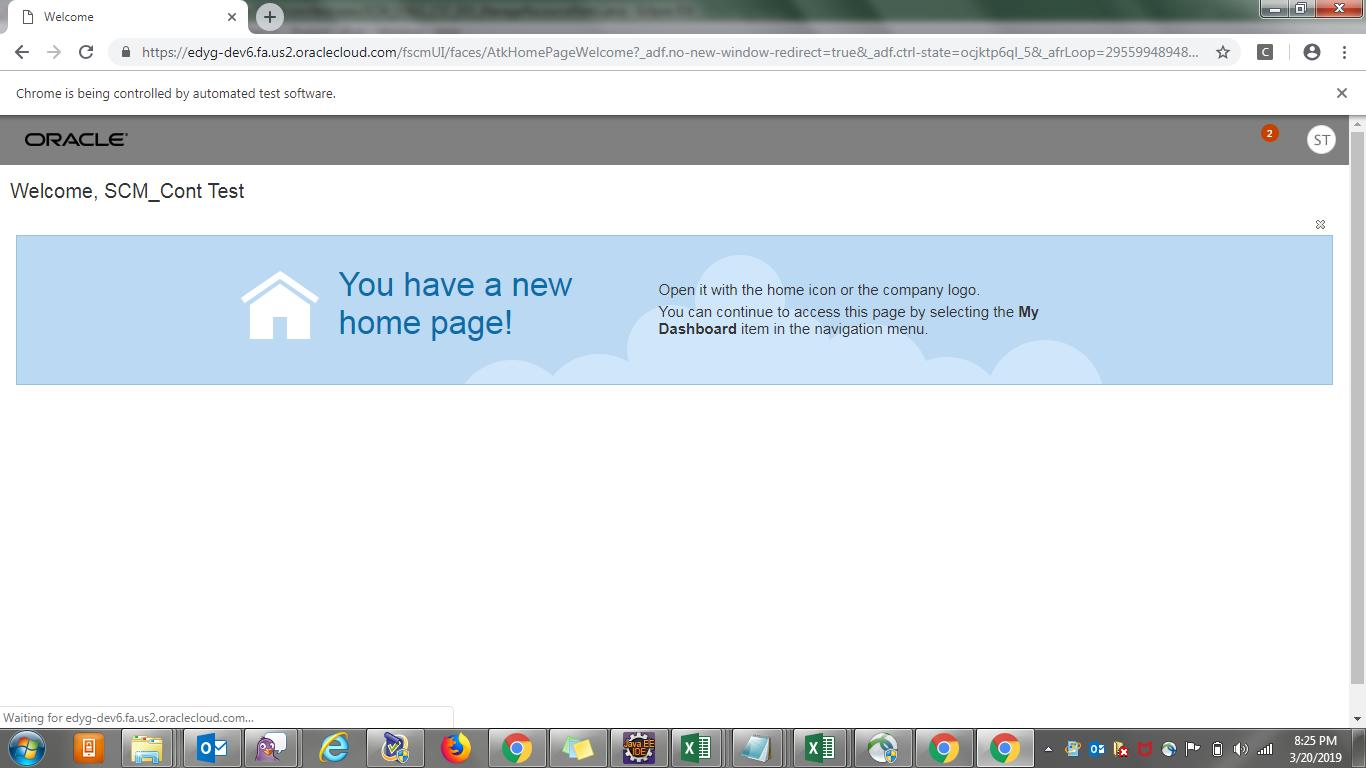 Welcome
https://edyg-dev6.fa.us2.oraclecloud.com/fscmUI/faces/AtkHomePageWelcome?_adf.no-new-window-redirect=true&_adf.ctrl-state=ocjktp6ql_5&_afrLoop=29559948948...
C
Chrome is being controlled by automated test software.
ORACLE
2
ST
Welcome, SCM_Cont Test
You have a new
home page!
Open it with the home icon or the company logo.
You can continue to access this page by selecting the My
Dashboard item in the navigation menu.
Waiting for edyg-dev6.fa.us2.oraclecloud.com...
Java EE
IDE
8:25 PM
3/20/2019